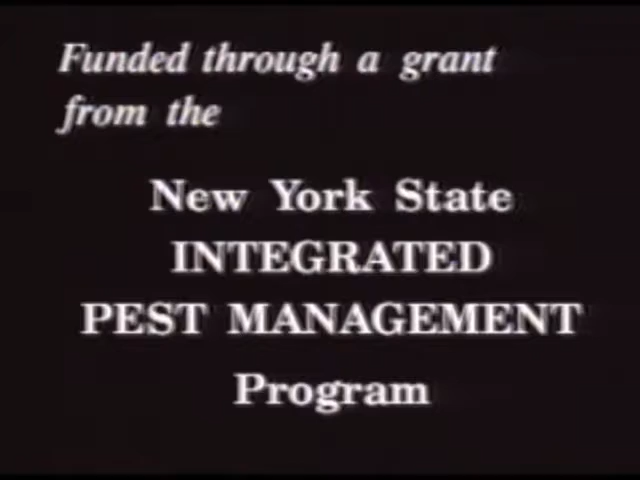 Funded through a grant
from the
New York State
INTEGRATED
PEST MANAGEMENT
Program